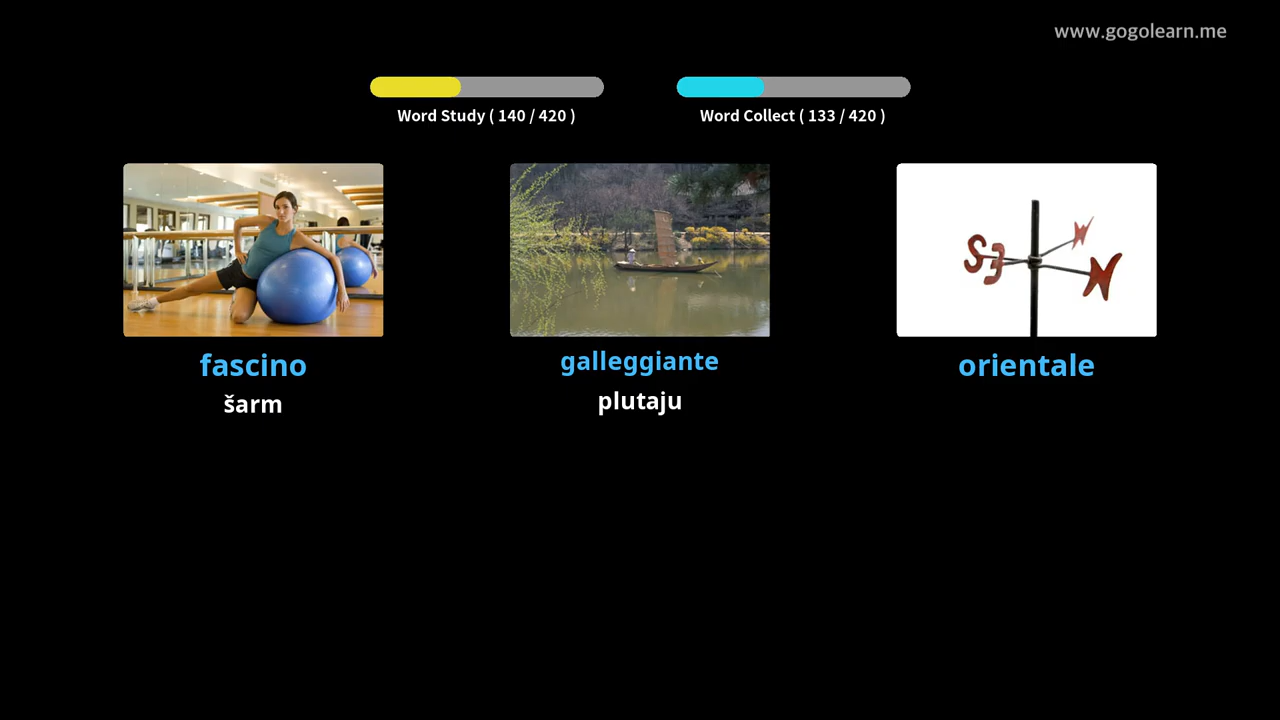 www.gogolearn.me
Word Study ( 140 / 420 )
Word Collect ( 133 / 420 )
fascino
šarm
galleggiante
plutaju
orientale